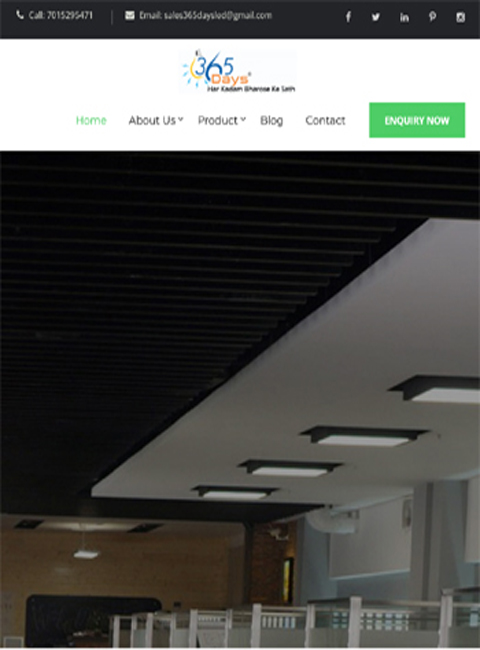 Call: 7015295471
Email: sales365daysled@gmail.com
365
Days
Har Kadam Bharose Ke Sath
Home
About Us
Product
Blog
Contact
ENQUIRY NOW